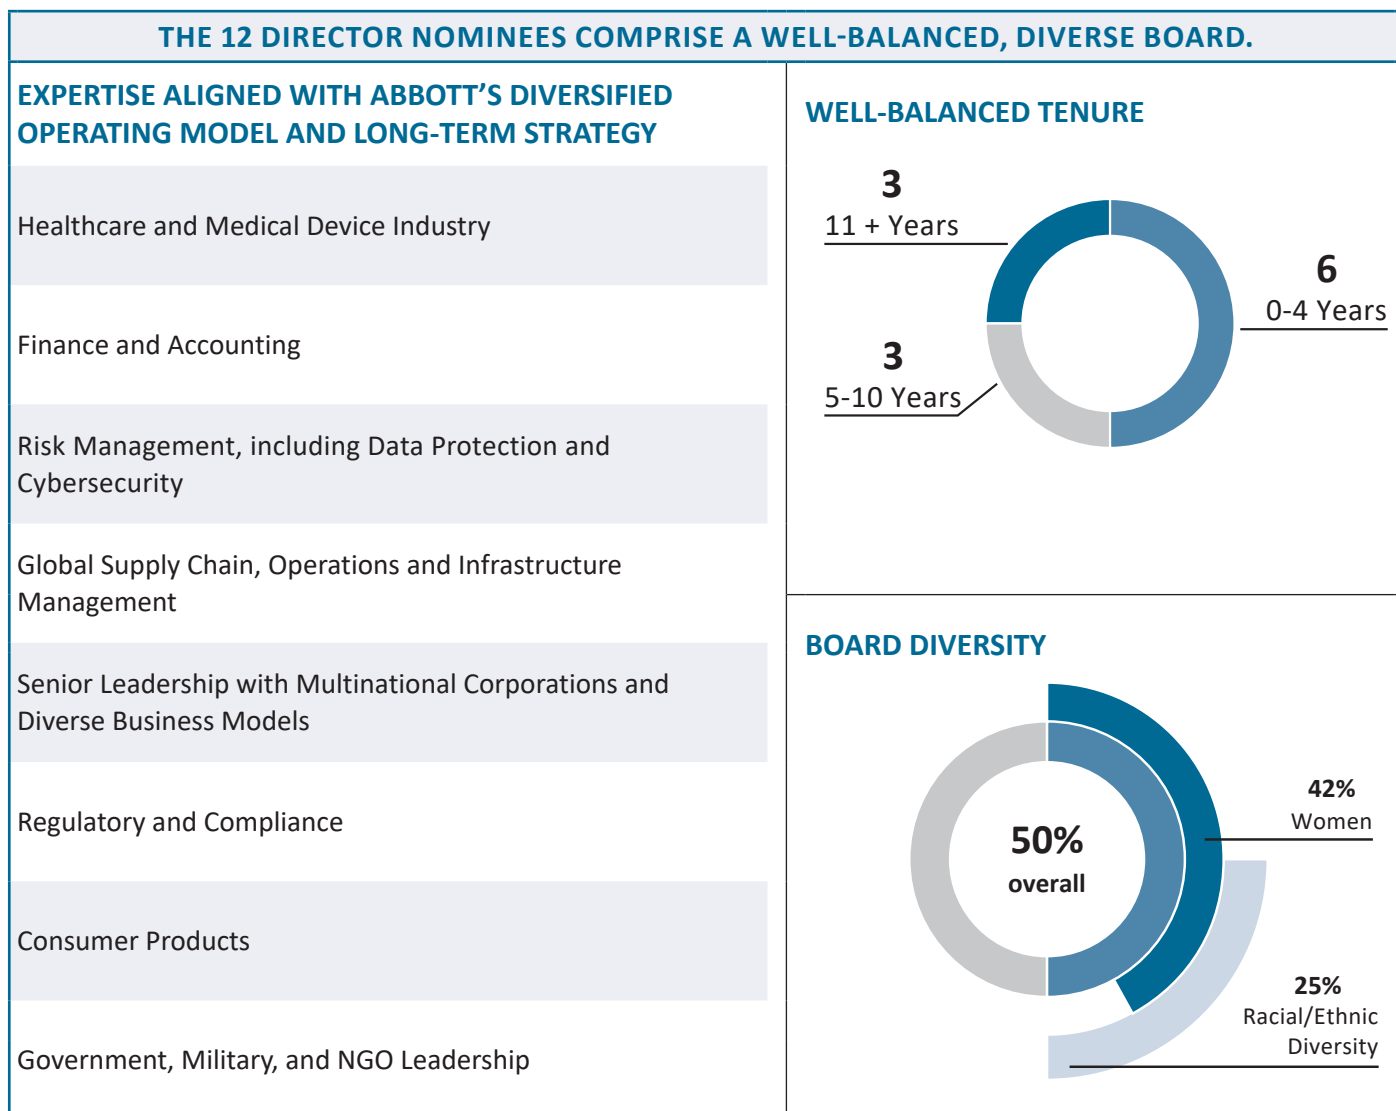 THE 12 DIRECTOR NOMINEES COMPRISE A WELL-BALANCED, DIVERSE BOARD.
EXPERTISE ALIGNED WITH ABBOTT’S DIVERSIFIED
OPERATING MODEL AND LONG-TERM STRATEGY
Healthcare and Medical Device Industry
Finance and Accounting
Risk Management, including Data Protection and
Cybersecurity
Global Supply Chain, Operations and Infrastructure
Management
Senior Leadership with Multinational Corporations and
Diverse Business Models
Regulatory and Compliance
Consumer Products
Government, Military, and NGO Leadership
WELL-BALANCED TENURE
3
11 + Years
6
0-4 Years
3
5-10 Years
BOARD DIVERSITY
50%
overall
42%
Women
25%
Racial/Ethnic
Diversity